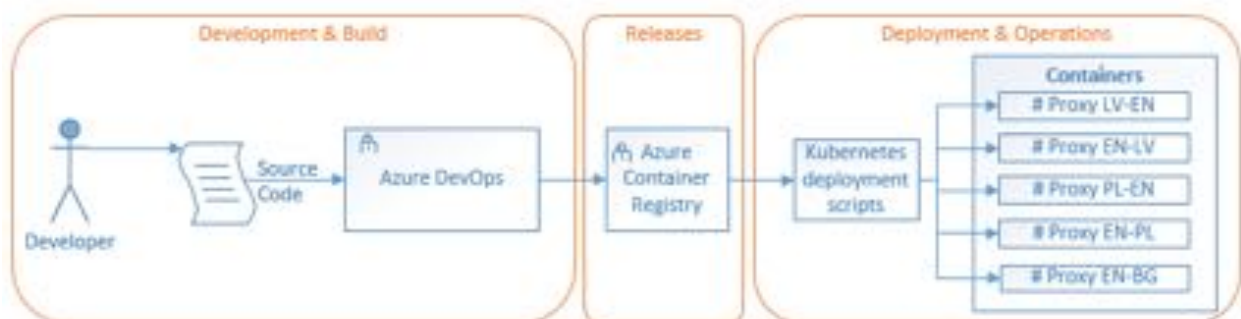 Development & Build
Releases
Deployment & Operations
Developer
Source
Code
Azure DevOps
Azure
Container
Registry
Kubernetes
deployment
scripts
Containers
# Proxy LV-EN
# Proxy EN-LV
# Proxy PL-EN
# Proxy EN-PL
# Proxy EN-BG